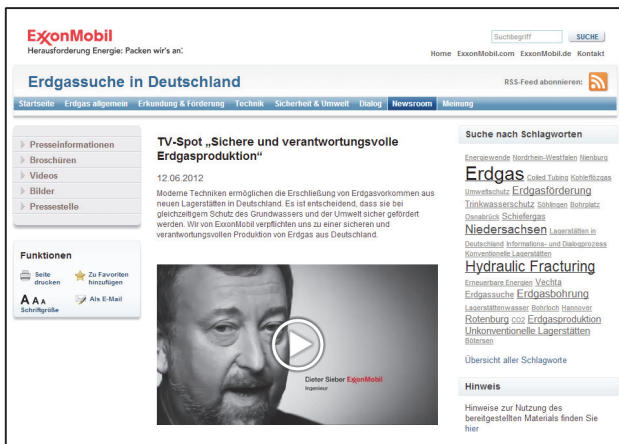 ExxonMobil
Herausforderung Energie: Packen wir's an.
Suchbegriff
SUCHE
Home ExxonMobil.com ExxonMobil.de Kontakt
Erdgassuche in Deutschland
RSS-Feed abonnieren:
Startseite Erdgas allgemein Erkundung & Förderung Technik Sicherheit & Umwelt Dialog Newsroom Meinung
Presseinformationen
Broschüren
Videos
Bilder
Pressestelle
Funktionen
Seite
drucken
Zu Favoriten
hinzufügen
A A A
Schriftgröße
Als E-Mail
TV-Spot „Sichere und verantwortungsvolle
Erdgasproduktion“
12.06.2012
Moderne Techniken ermöglichen die Erschließung von Erdgasvorkommen aus
neuen Lagerstätten in Deutschland. Es ist entscheidend, dass sie bei
gleichzeitigem Schutz des Grundwassers und der Umwelt sicher gefördert
werden. Wir von ExxonMobil verpflichten uns zu einer sicheren und
verantwortungsvollen Produktion von Erdgas aus Deutschland.
Dieter Sieber ExxonMobil
Ingenieur
Suche nach Schlagworten
Energiewende Nordrhein-Westfalen Nienburg
Erdgas Coiled Tubing Kohleflözgas
Umweltschutz Erdgasförderung
Trinkwasserschutz Söhlingen Bohrplatz
Osnabrück Schiefergas
Niedersachsen Lagerstätten in
Deutschland Informations- und Dialogprozess
Konventionelle Lagerstätten
Hydraulic Fracturing
Erneuerbare Energien Vechta
Erdgassuche Erdgasbohrung
Lagerstättenwasser Bohrloch Hannover
Rotenburg CO2 Erdgasproduktion
Unkonventionelle Lagerstätten
Bötersen
Übersicht aller Schlagworte
Hinweis
Hinweise zur Nutzung des
bereitgestellten Materials finden Sie
hier